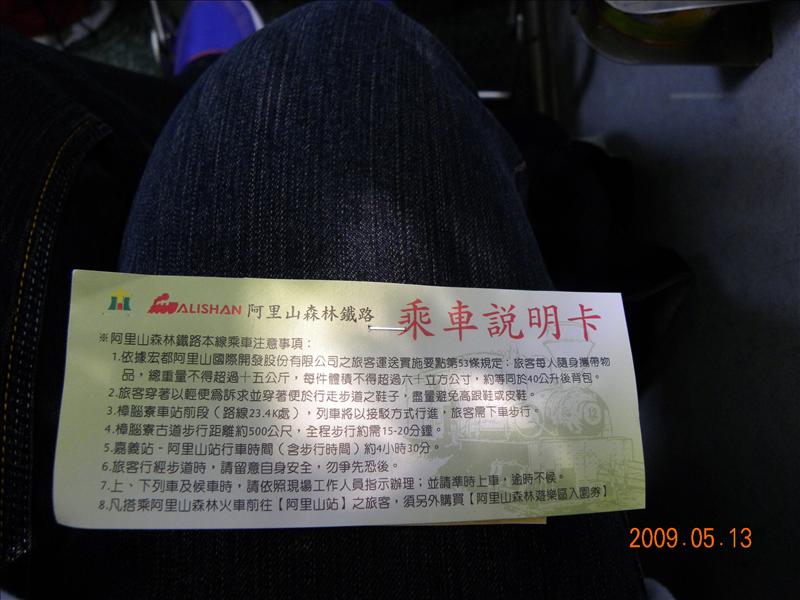 ALISHAN 阿里山森林鐵路 乘車說明卡
※阿里山森林鐵路本線乘車注意事項：
1.依據宏都阿里山國際開發股份有限公司之旅客運送實施要點第53條規定：旅客每人隨身攜帶物
品，總重量不得超過十五公斤，每件體積不得超過六十立方公寸，約等同於40公升後背包。
2.旅客穿著以輕便為訴求並穿著便於行走步道之鞋子，盡量避免高跟鞋或皮鞋。
3.樟腦寮車站前段（路線23.4K處），列車將以接駁方式行進，旅客需下車步行。
4.樟腦寮古道步行距離約500公尺，全程步行約需15-20分鐘。
5.嘉義站－阿里山站行車時間（含步行時間）約4小時30分。
6.旅客行經步道時，請留意自身安全，勿爭先恐後。
7.上、下列車及候車時，請依照現場工作人員指示辦理；並請準時上車，逾時不候。
8.凡搭乘阿里山森林火車前往【阿里山站】之旅客，須另外購買【阿里山森林遊樂區入園券】
12
2009.05.13